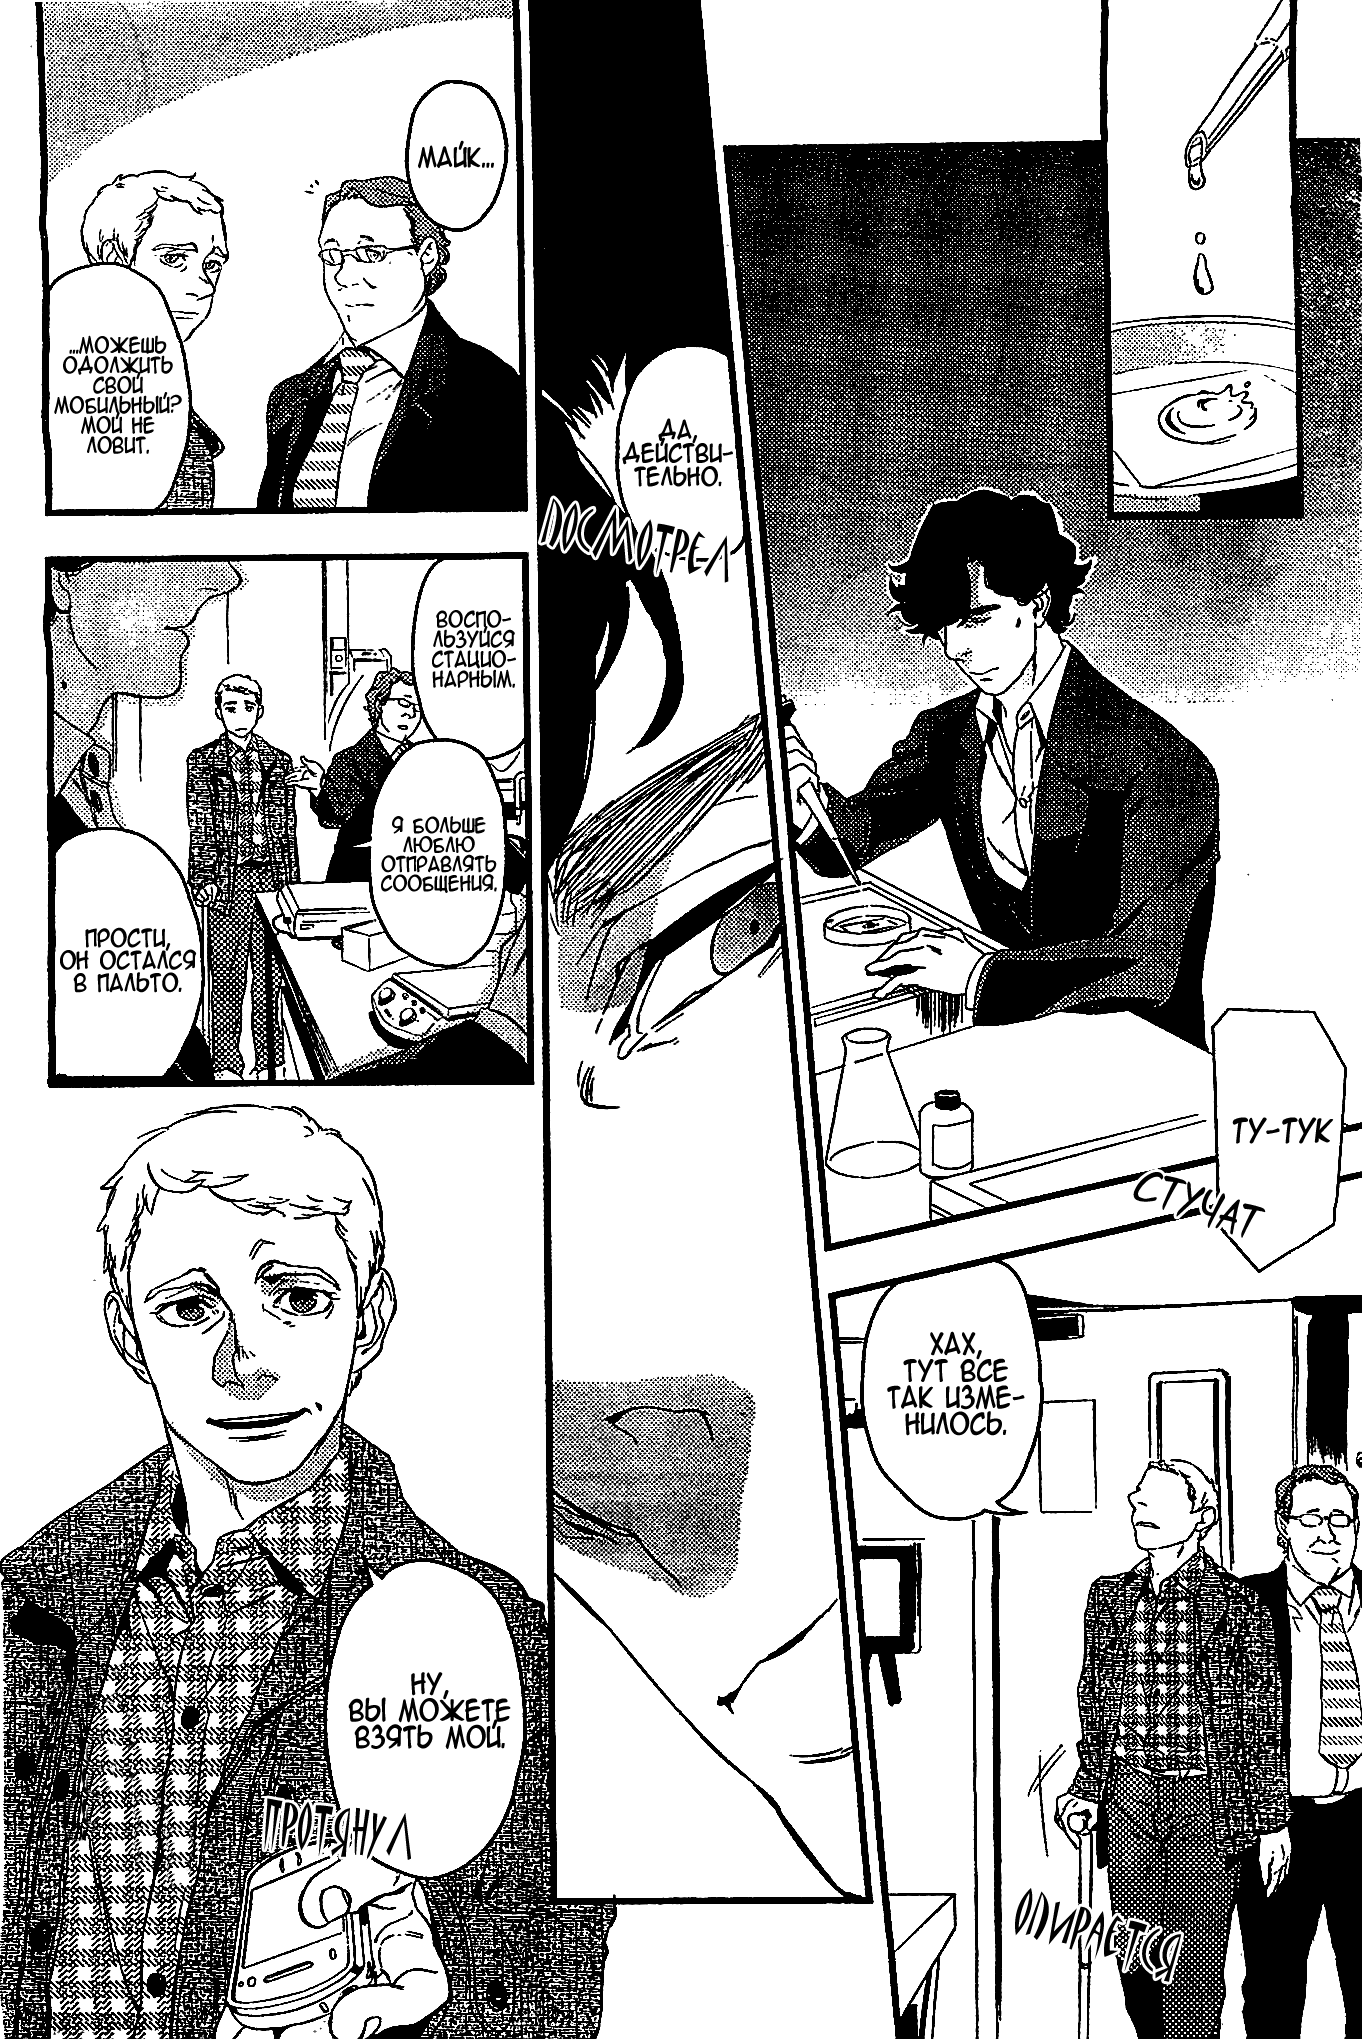 ТУ-ТУК
СТУЧАТ
ХАХ,
ТУТ ВСЕ
ТАК ИЗМЕ-
НИЛОСЬ.
ОПИРАЕТСЯ
ДА,
ДЕЙСТВИ-
ТЕЛЬНО.
ПОСМОТРЕЛ
МАЙК...
...МОЖЕШЬ
ОДОЛЖИТЬ
СВОЙ
МОБИЛЬНЫЙ?
МОЙ НЕ
ЛОВИТ.
ВОСПО-
ЛЬЗУЙСЯ
СТАЦИО-
НАРНЫМ.
Я БОЛЬШЕ
ЛЮБЛЮ
ОТПРАВЛЯТЬ
СООБЩЕНИЯ.
ПРОСТИ,
ОН ОСТАЛСЯ
В ПАЛЬТО.
НУ,
ВЫ МОЖЕТЕ
ВЗЯТЬ МОЙ.
ПРОТЯНУЛ